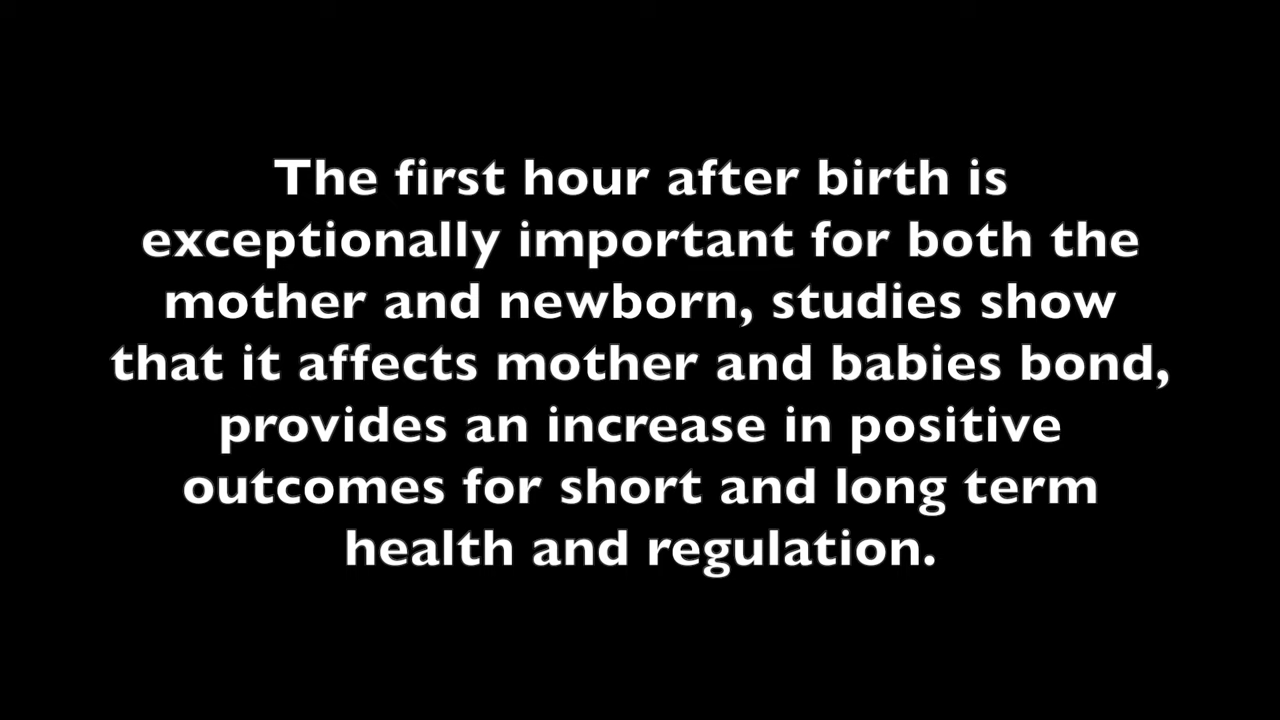 The first hour after birth is
exceptionally important for both the
mother and newborn, studies show
that it affects mother and babies bond,
provides an increase in positive
outcomes for short and long term
health and regulation.